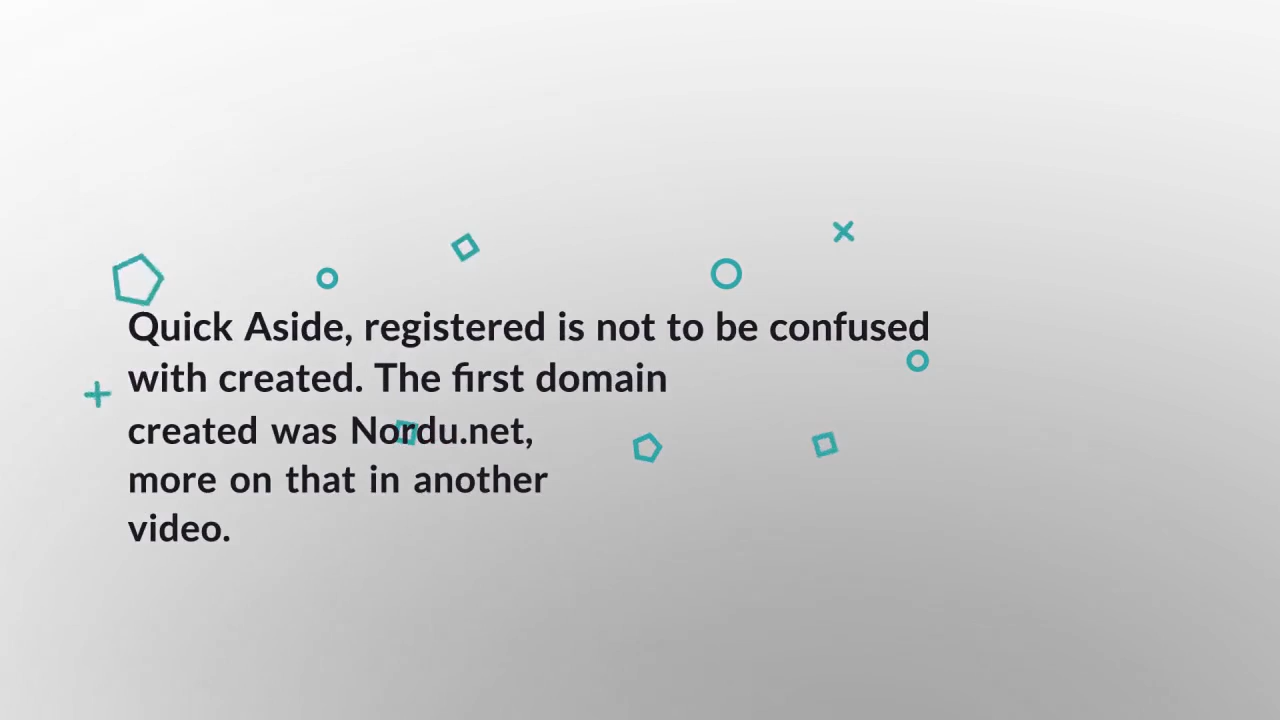 Quick Aside, registered is not to be confused
with created. The first domain
created was Nordu.net,
more on that in another
video.